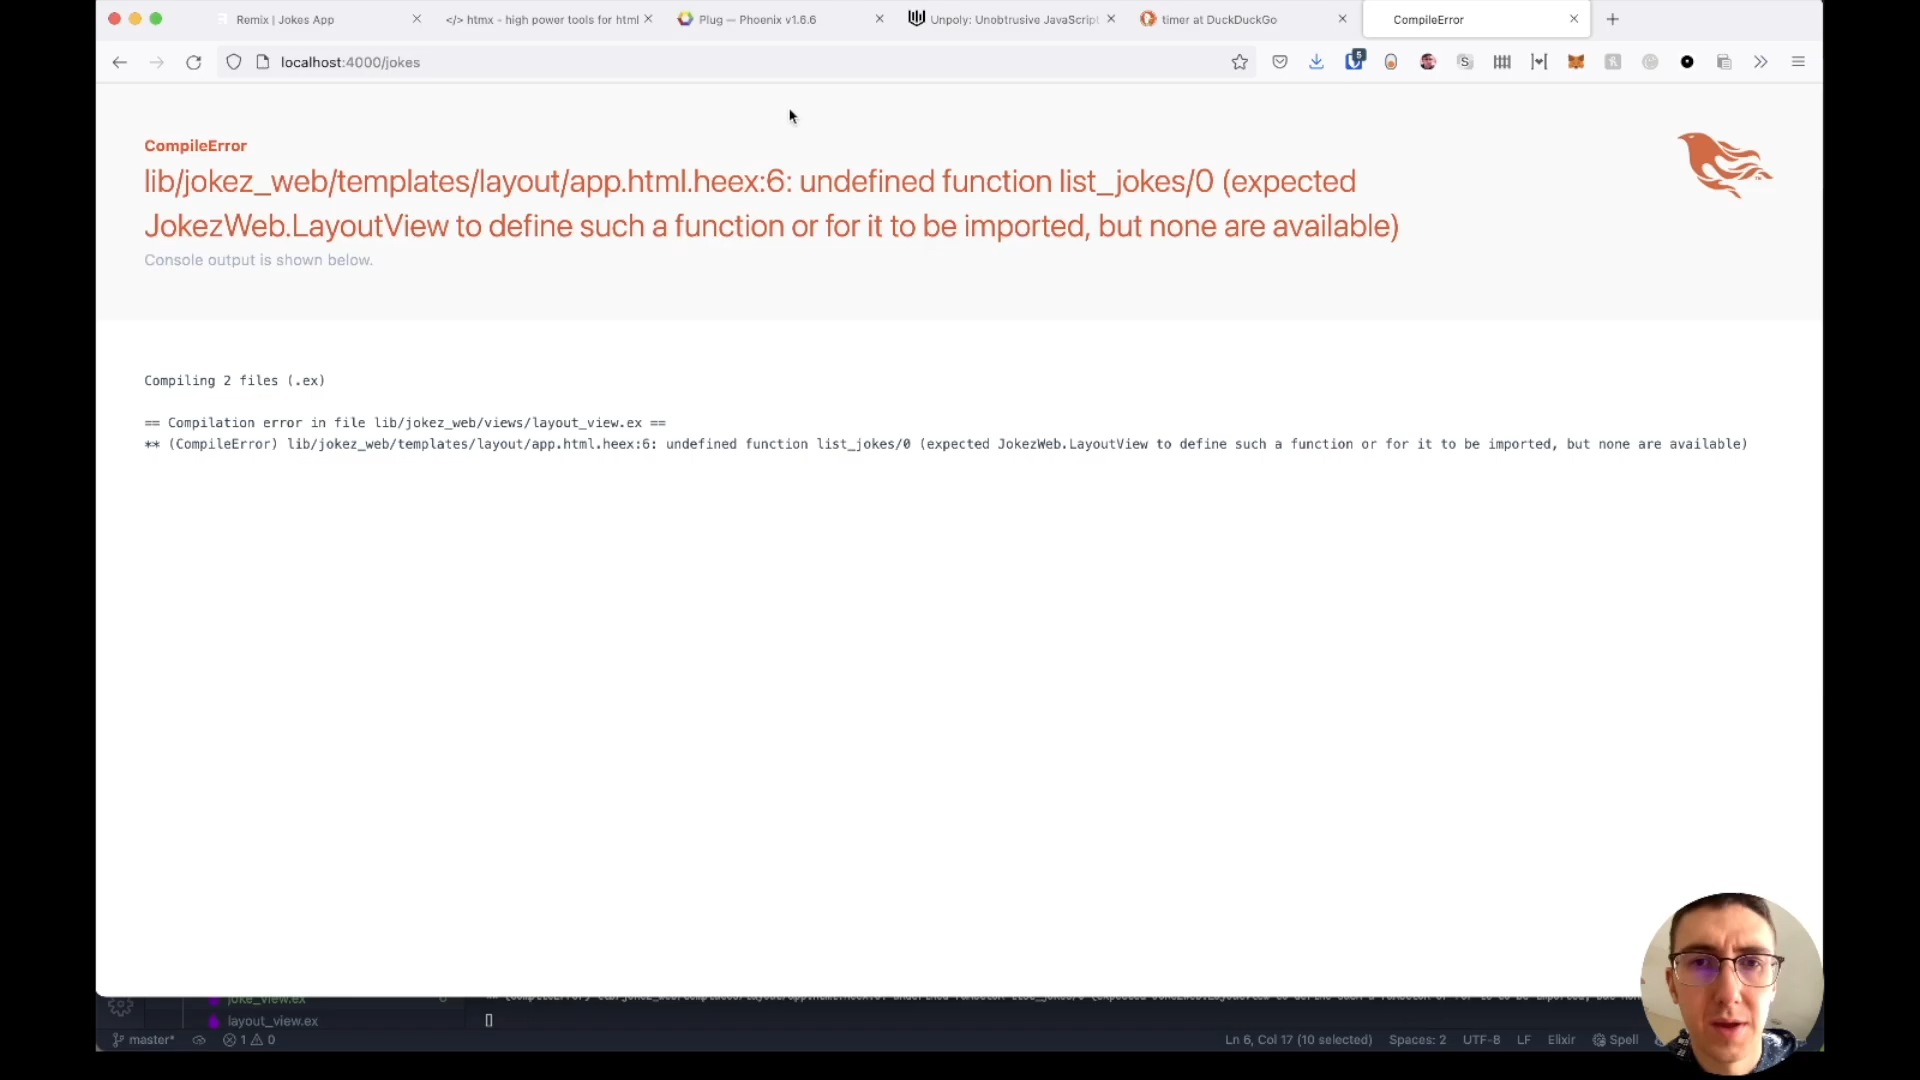 Remix | Jokes App
</> htmx - high power tools for html
Plug — Phoenix v1.6.6
Unpoly: Unobtrusive JavaScript
timer at DuckDuckGo
CompileError
localhost:4000/jokes
5
CompileError
lib/jokez_web/templates/layout/app.html.heex:6: undefined function list_jokes/0 (expected
JokezWeb.LayoutView to define such a function or for it to be imported, but none are available)
Console output is shown below.
Compiling 2 files (.ex)
== Compilation error in file lib/jokez_web/views/layout_view.ex ==
** (CompileError) lib/jokez_web/templates/layout/app.html.heex:6: undefined function list_jokes/0 (expected JokezWeb.LayoutView to define such a function or for it to be imported, but none are available)
joke_view.ex
layout_view.ex
master*
1 0
Ln 6, Col 17 (10 selected)
Spaces: 2
UTF-8
LF
Elixir
Spell